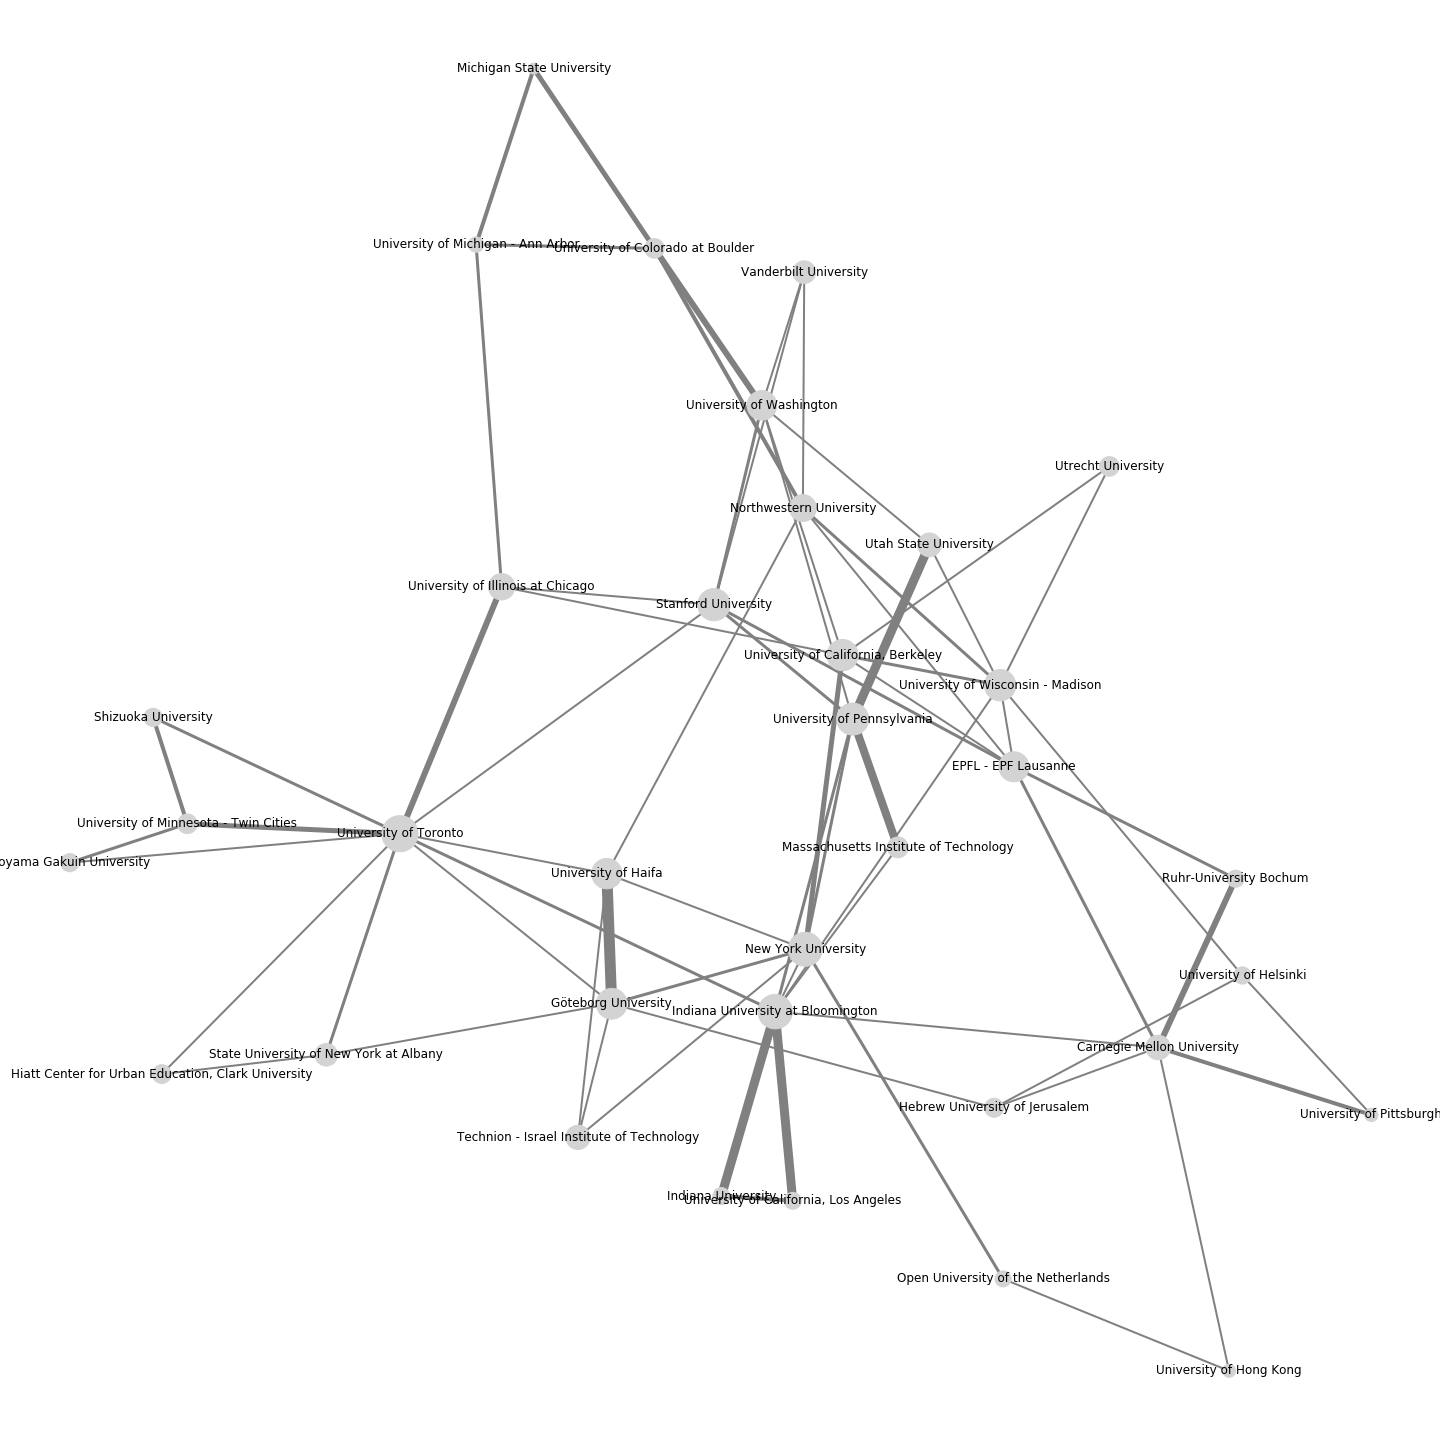 Michigan State University
University of Michigan - Ann Arbor
University of Colorado at Boulder
Vanderbilt University
University of Washington
Utrecht University
Northwestern University
Utah State University
University of Illinois at Chicago
Stanford University
University of California, Berkeley
University of Wisconsin - Madison
Shizuoka University
University of Pennsylvania
EPFL - EPF Lausanne
University of Minnesota - Twin Cities
University of Toronto
Massachusetts Institute of Technology
oyama Gakuin University
University of Haifa
Ruhr-University Bochum
New York University
University of Helsinki
Göteborg University
Indiana University at Bloomington
Carnegie Mellon University
State University of New York at Albany
Hiatt Center for Urban Education, Clark University
Hebrew University of Jerusalem
University of Pittsburgh
Technion - Israel Institute of Technology
Indiana University
University of California, Los Angeles
Open University of the Netherlands
University of Hong Kong